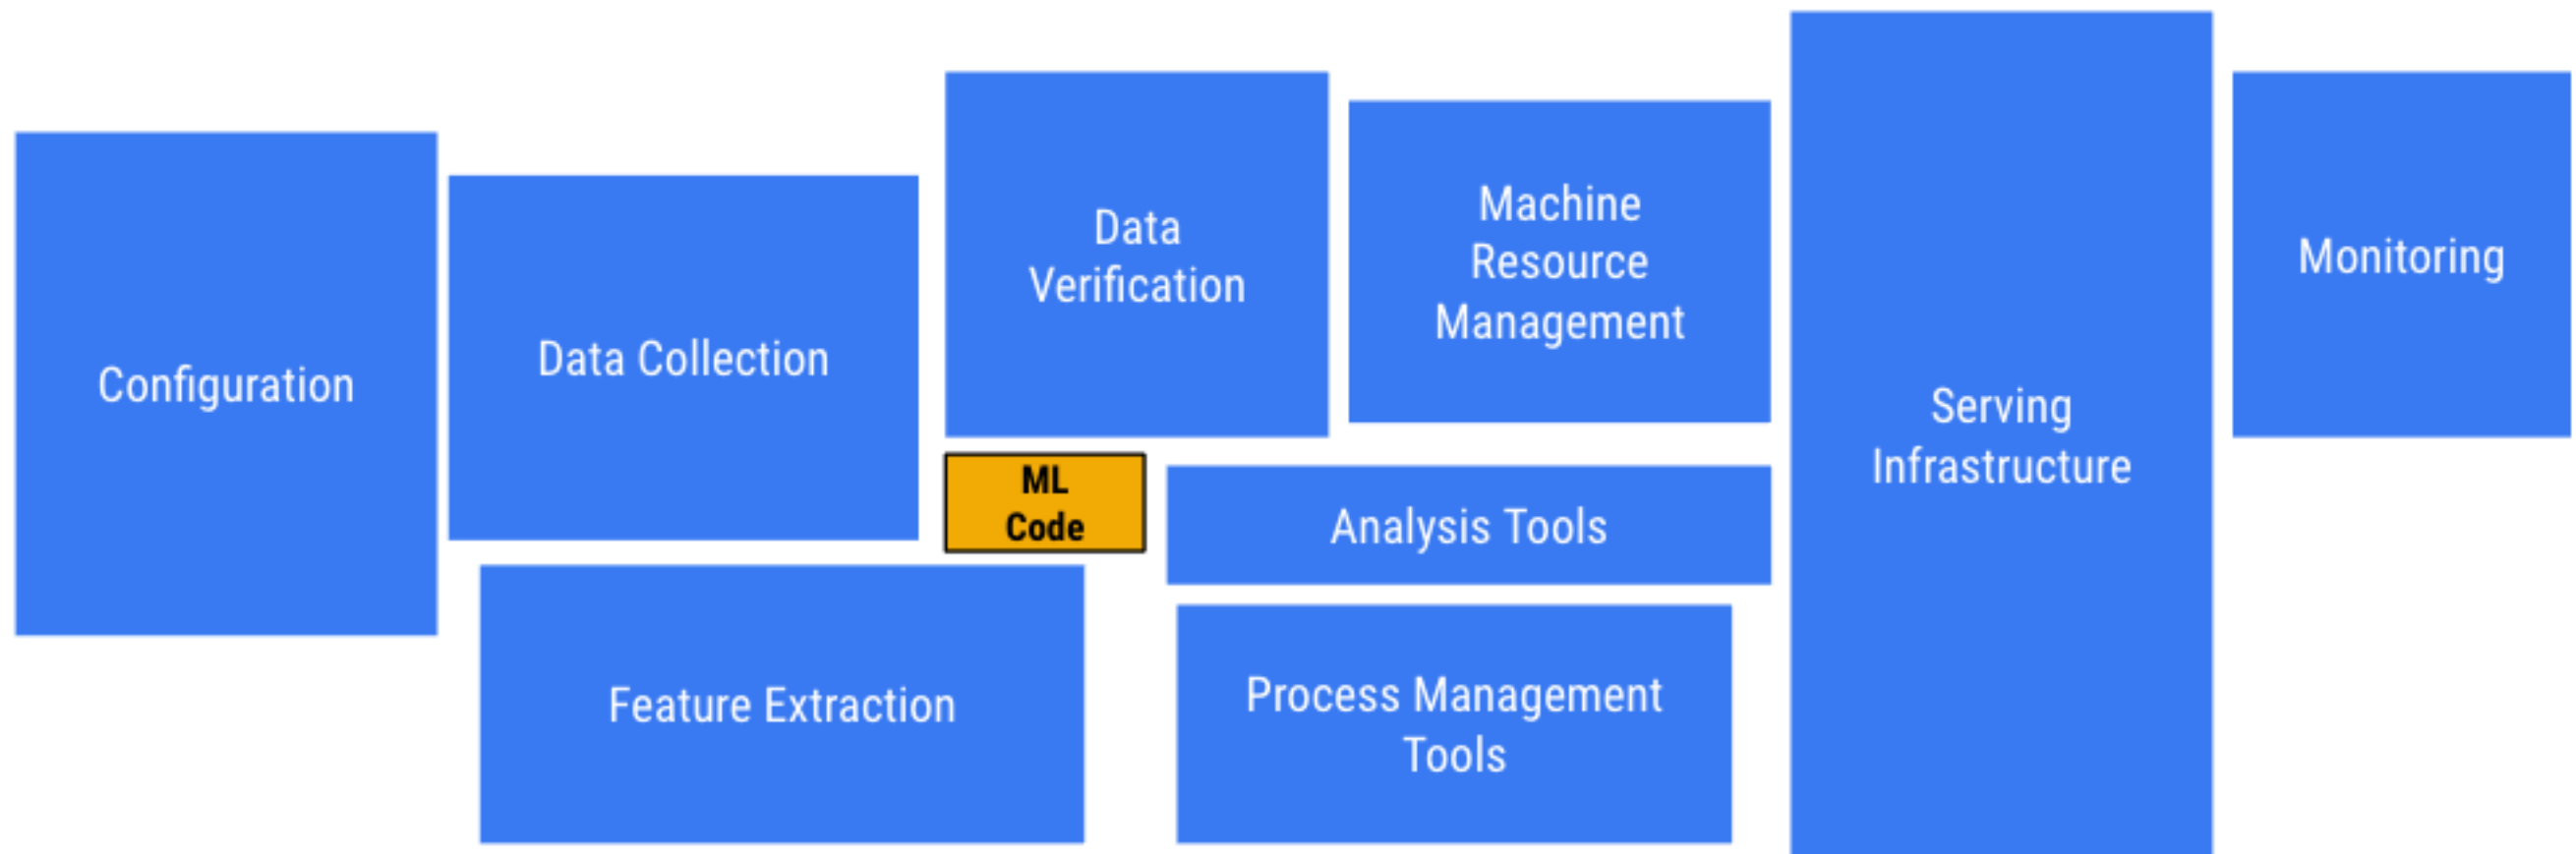 Configuration
Data Collection
Data
Verification
Machine
Resource
Management
Serving
Infrastructure
Monitoring
ML
Code
Analysis Tools
Feature Extraction
Process Management
Tools